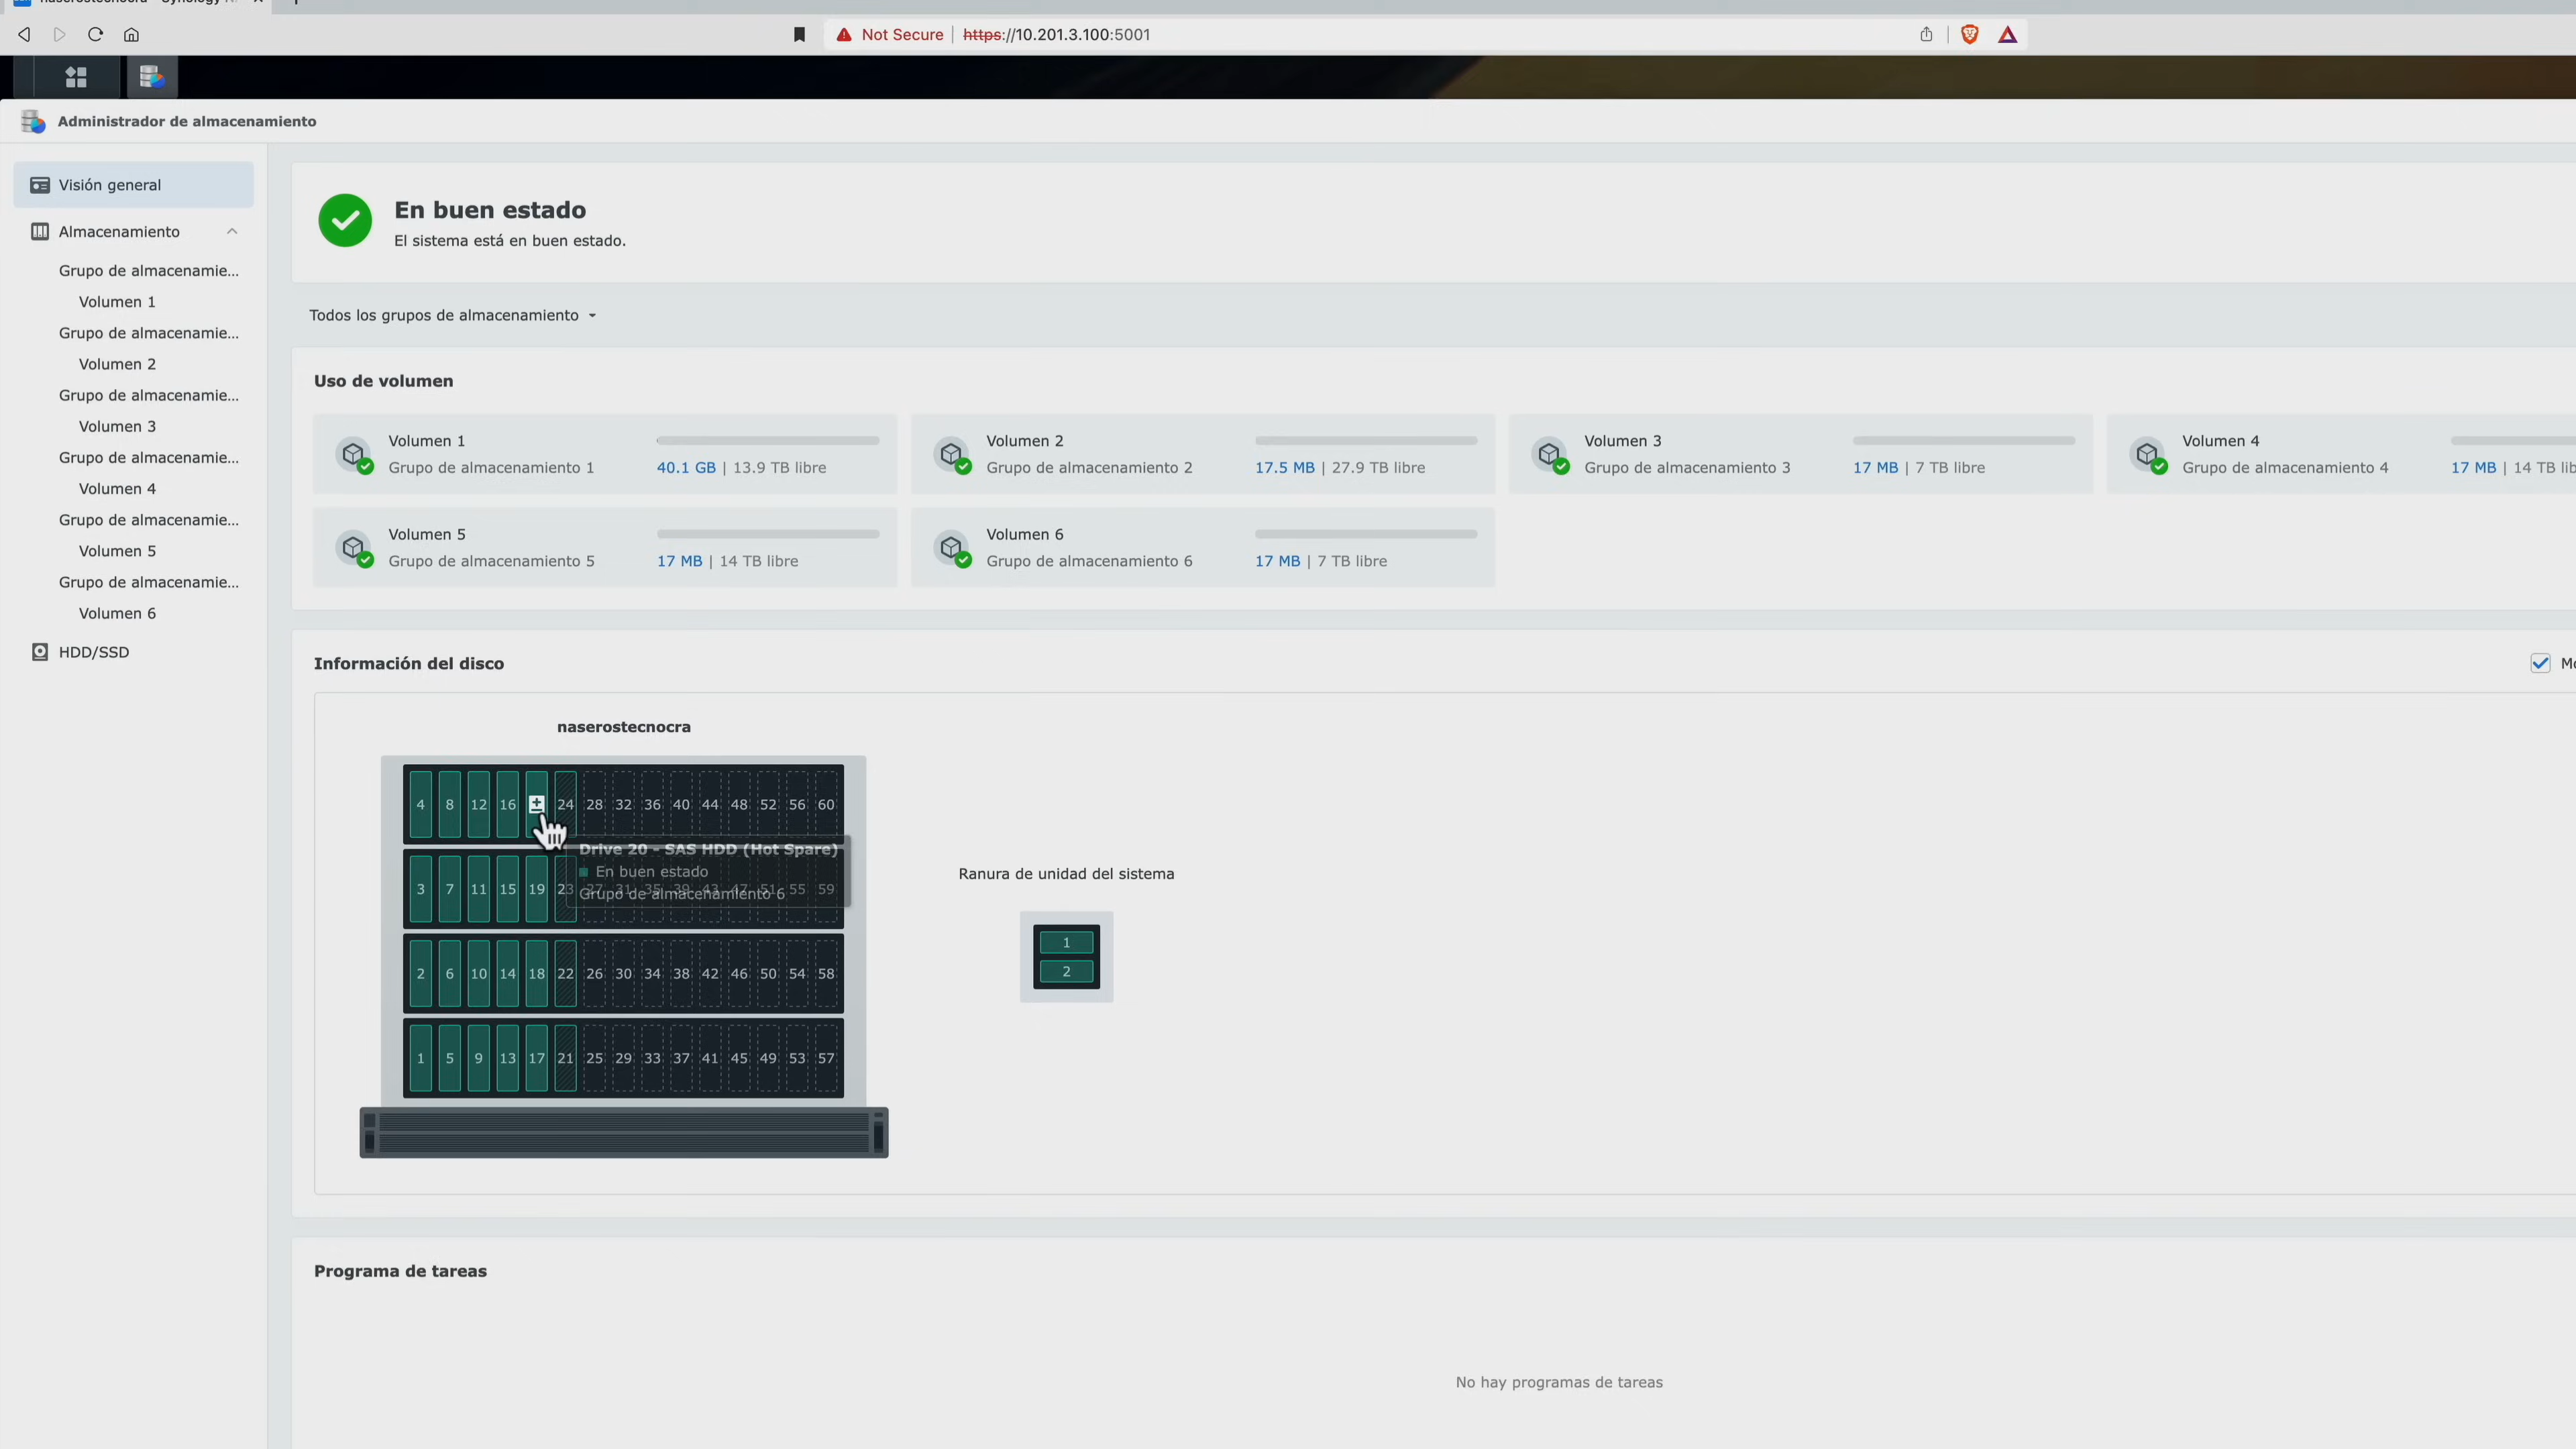 Not Secure | https://10.201.3.100:5001
Administrador de almacenamiento
Visión general
Almacenamiento
Grupo de almacenamie...
Volumen 1
Grupo de almacenamie...
Volumen 2
Grupo de almacenamie...
Volumen 3
Grupo de almacenamie...
Volumen 4
Grupo de almacenamie...
Volumen 5
Grupo de almacenamie...
Volumen 6
HDD/SSD
En buen estado
El sistema está en buen estado.
Todos los grupos de almacenamiento
Uso de volumen
Volumen 1
Grupo de almacenamiento 1
40.1 GB | 13.9 TB libre
Volumen 2
Grupo de almacenamiento 2
17.5 MB | 27.9 TB libre
Volumen 3
Grupo de almacenamiento 3
17 MB | 7 TB libre
Volumen 4
Grupo de almacenamiento 4
17 MB | 14 TB lib
Volumen 5
Grupo de almacenamiento 5
17 MB | 14 TB libre
Volumen 6
Grupo de almacenamiento 6
17 MB | 7 TB libre
Información del disco
naserostecnocra
4 8 12 16 24 28 32 36 40 44 48 52 56 60
Drive 20 - SAS HDD (Hot Spare)
En buen estado
Grupo de almacenamiento 6
3 7 11 15 19 23 27 31 35 39 43 47 51 55 59
2 6 10 14 18 22 26 30 34 38 42 46 50 54 58
1 5 9 13 17 21 25 29 33 37 41 45 49 53 57
Ranura de unidad del sistema
1
2
Programa de tareas
No hay programas de tareas